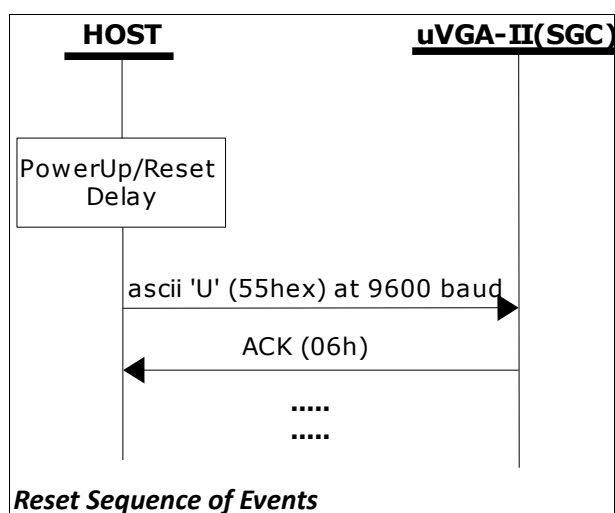 HOST
uVGA-II(SGC)
PowerUp/Reset
Delay
ascii 'U' (55hex) at 9600 baud
ACK (06h)
.....
.....
Reset Sequence of Events